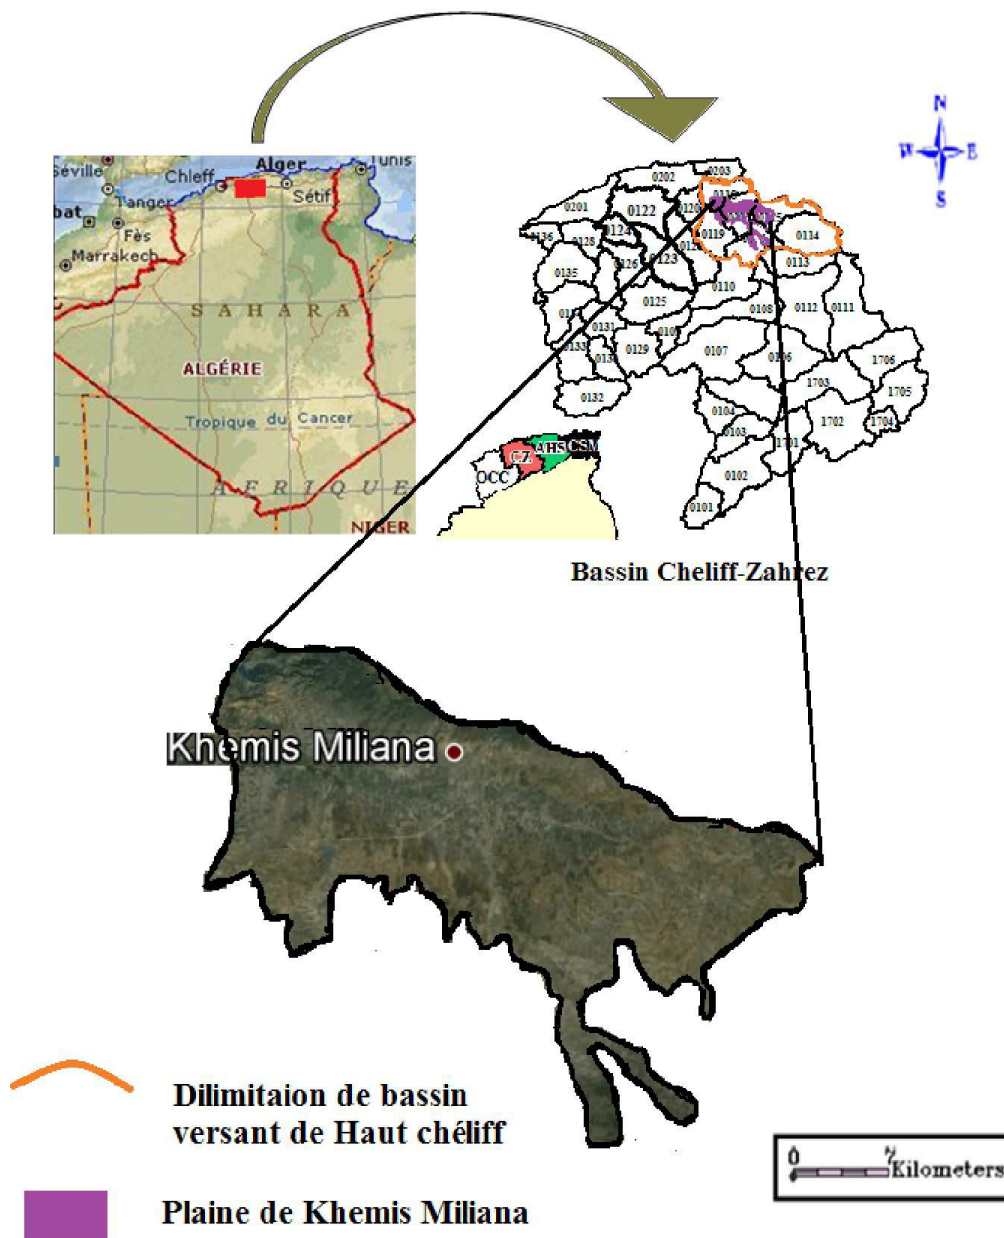 Séville
Alger
Tunis
Chleff
Sétif
Tanger
Fès
Marrakech
SAHARA
ALGÉRIE
Tropique du Cancer
AFRIQUE
NIGER
N
W E
S
0203
0202
0201
0122
0120
0119
0114
0124
0128
0136
0126
0123
0113
0135
0125
0110
0108
0112
0111
0131
0133
0129
0107
0106
0132
1706
1703
1705
0104
0103
1702
1704
1701
0102
0101
OCC
CZ
AHS
CSM
Bassin Cheliff-Zahrez
Khemis Miliana
Dilimitaion de bassin
versant de Haut chéliff
Plaine de Khemis Miliana
0 7
Kilometers